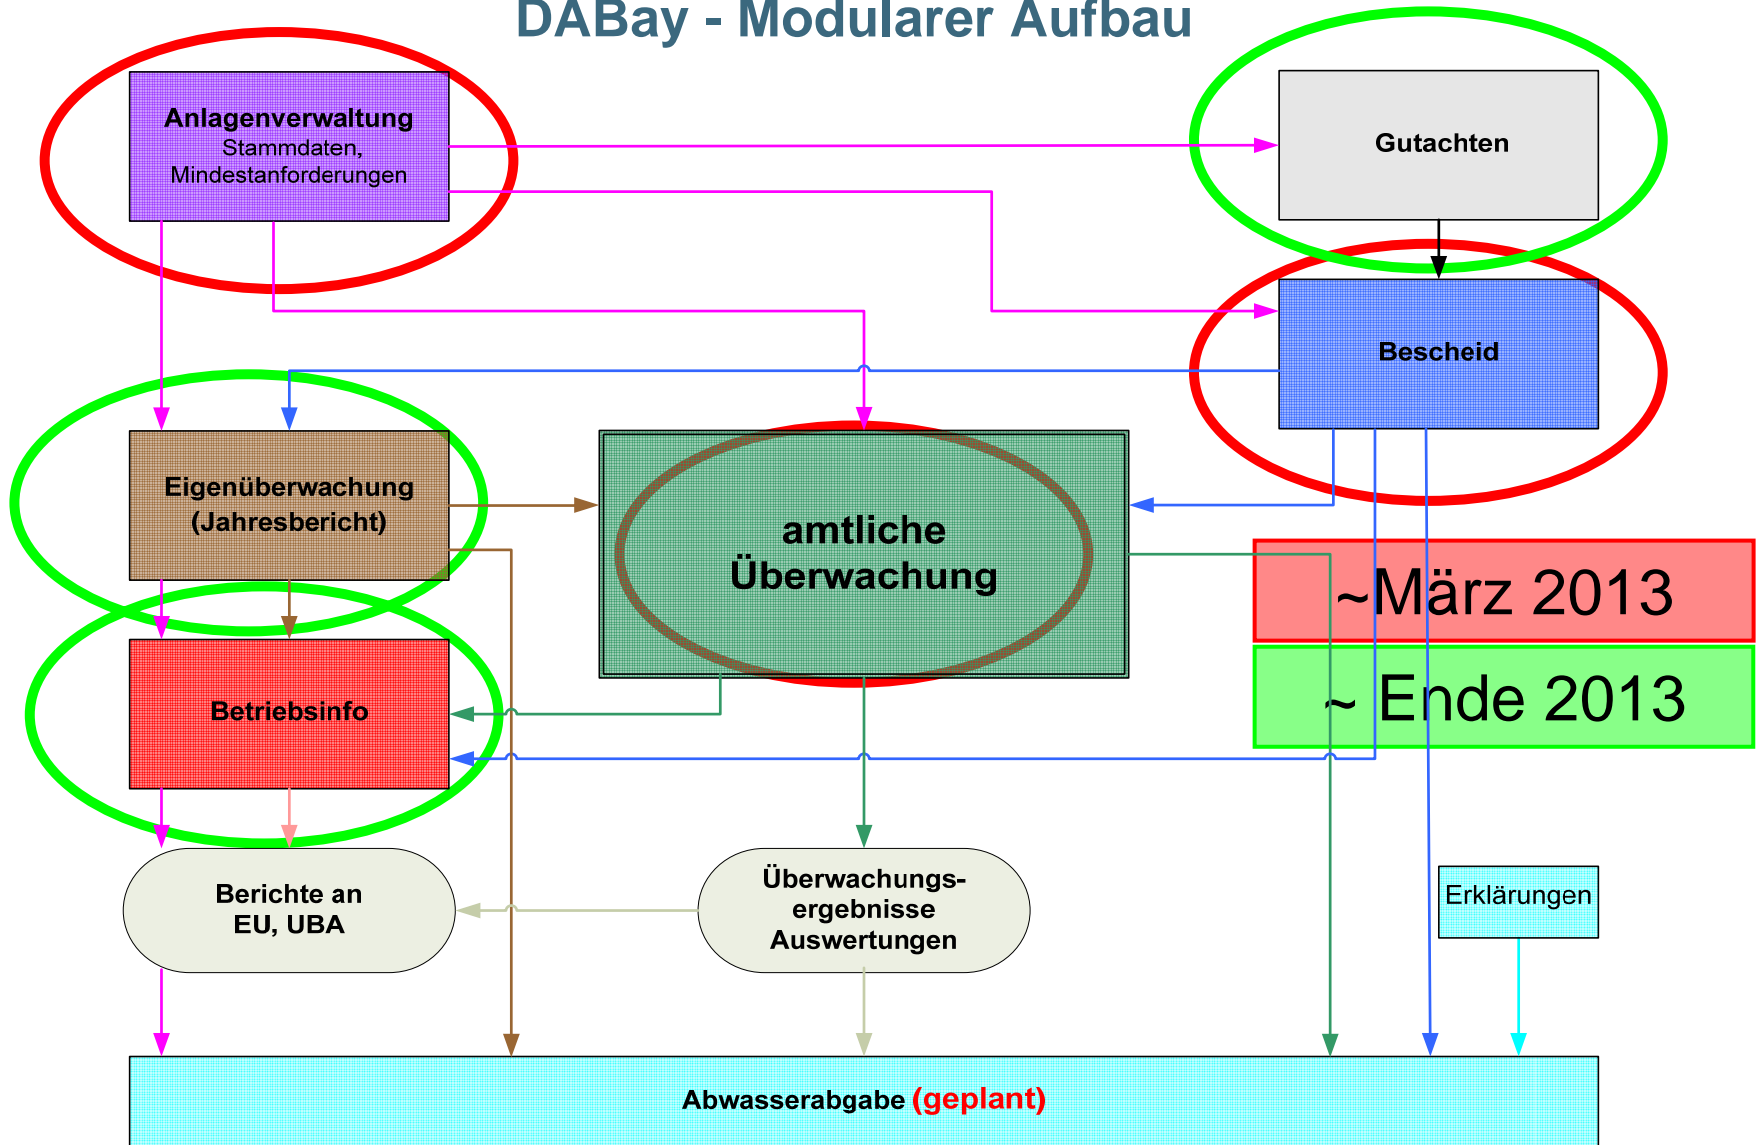 DABay - Modularer Aufbau
Anlagenverwaltung
Stammdaten,
Mindestanforderungen
Gutachten
Bescheid
Eigenüberwachung
(Jahresbericht)
amtliche
Überwachung
~März 2013
~ Ende 2013
Betriebsinfo
Berichte an
EU, UBA
Überwachungs-
ergebnisse
Auswertungen
Erklärungen
Abwasserabgabe (geplant)